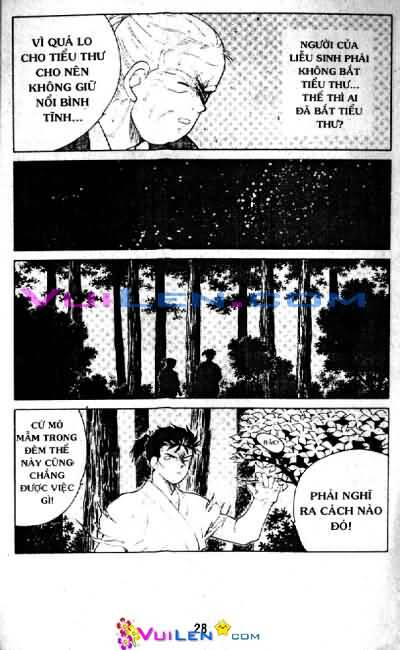 VÌ QUÁ LO
CHO TIỂU THƯ
CHO NÊN
KHÔNG GIỮ
NỔI BÌNH
TĨNH...
NGƯỜI CỦA
LIỄU SINH PHÁI
KHÔNG BẮT
TIỂU THƯ...
THẾ THÌ AI
ĐÃ BẮT TIỂU
THƯ?
VUILEN.COM
CỨ MÒ
MẪM TRONG
ĐÊM THẾ
NÀY CŨNG
CHẲNG
ĐƯỢC VIỆC
GÌ!
PHẢI NGHĨ
RA CÁCH NÀO
ĐÓ!
28
VUILEN.COM